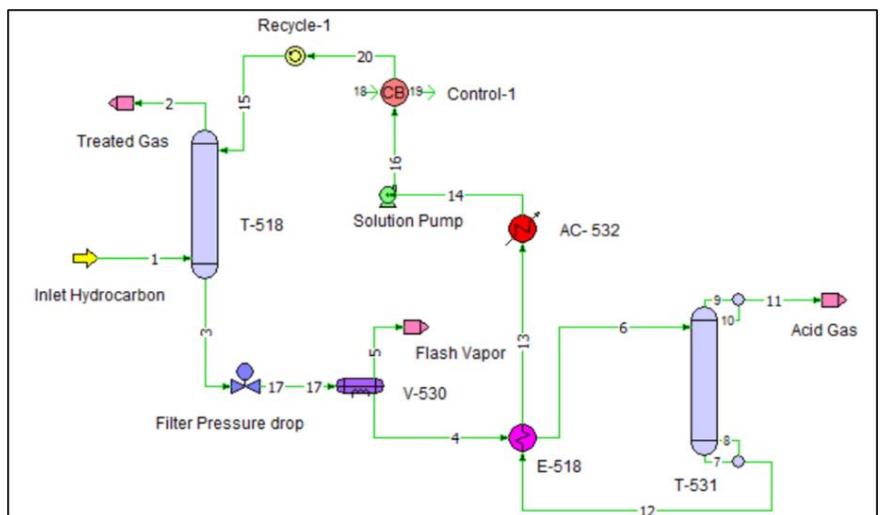 Recycle-1
20
18
CB
19
Control-1
2
15
Treated Gas
16
14
Solution Pump
T-518
AC- 532
1
Inlet Hydrocarbon
3
13
6
9
10
11
Acid Gas
5
Flash Vapor
17
17
V-530
Filter Pressure drop
4
E-518
8
7
T-531
12